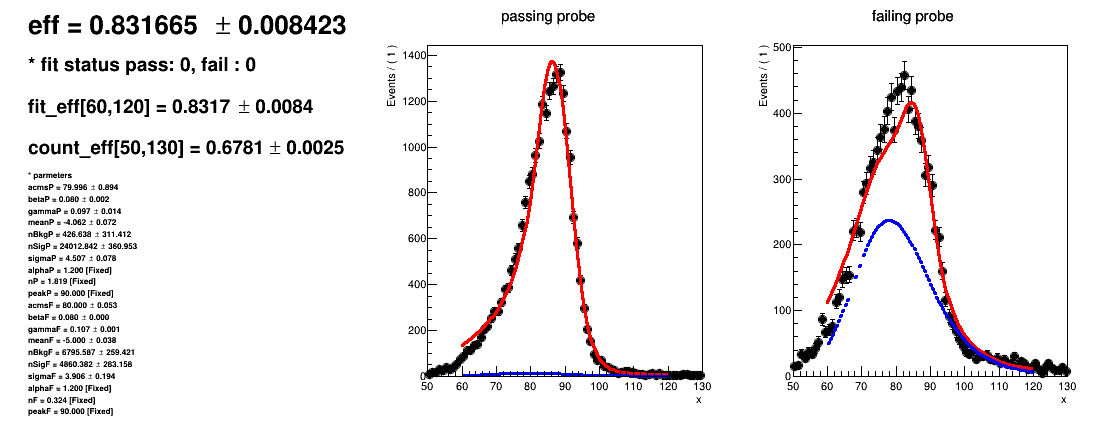 eff = 0.831665 ± 0.008423
* fit status pass: 0, fail : 0
fit_eff[60,120] = 0.8317 ± 0.0084
count_eff[50,130] = 0.6781 ± 0.0025
* parmeters
acmsP = 79.996 ± 0.894
betaP = 0.080 ± 0.002
gammaP = 0.097 ± 0.014
meanP = -4.062 ± 0.072
nBkgP = 426.638 ± 311.412
nSigP = 24012.842 ± 360.953
sigmaP = 4.507 ± 0.078
alphaP = 1.200 [Fixed]
nP = 1.819 [Fixed]
peakP = 90.000 [Fixed]
acmsF = 80.000 ± 0.053
betaF = 0.080 ± 0.000
gammaF = 0.107 ± 0.001
meanF = -5.000 ± 0.038
nBkgF = 6795.587 ± 259.421
nSigF = 4860.382 ± 283.158
sigmaF = 3.906 ± 0.194
alphaF = 1.200 [Fixed]
nF = 0.324 [Fixed]
peakF = 90.000 [Fixed]
passing probe
Events / ( 1 )
1400
1200
1000
800
600
400
200
0
50 60 70 80 90 100 110 120 130
x
failing probe
Events / ( 1 )
500
400
300
200
100
0
50 60 70 80 90 100 110 120 130
x